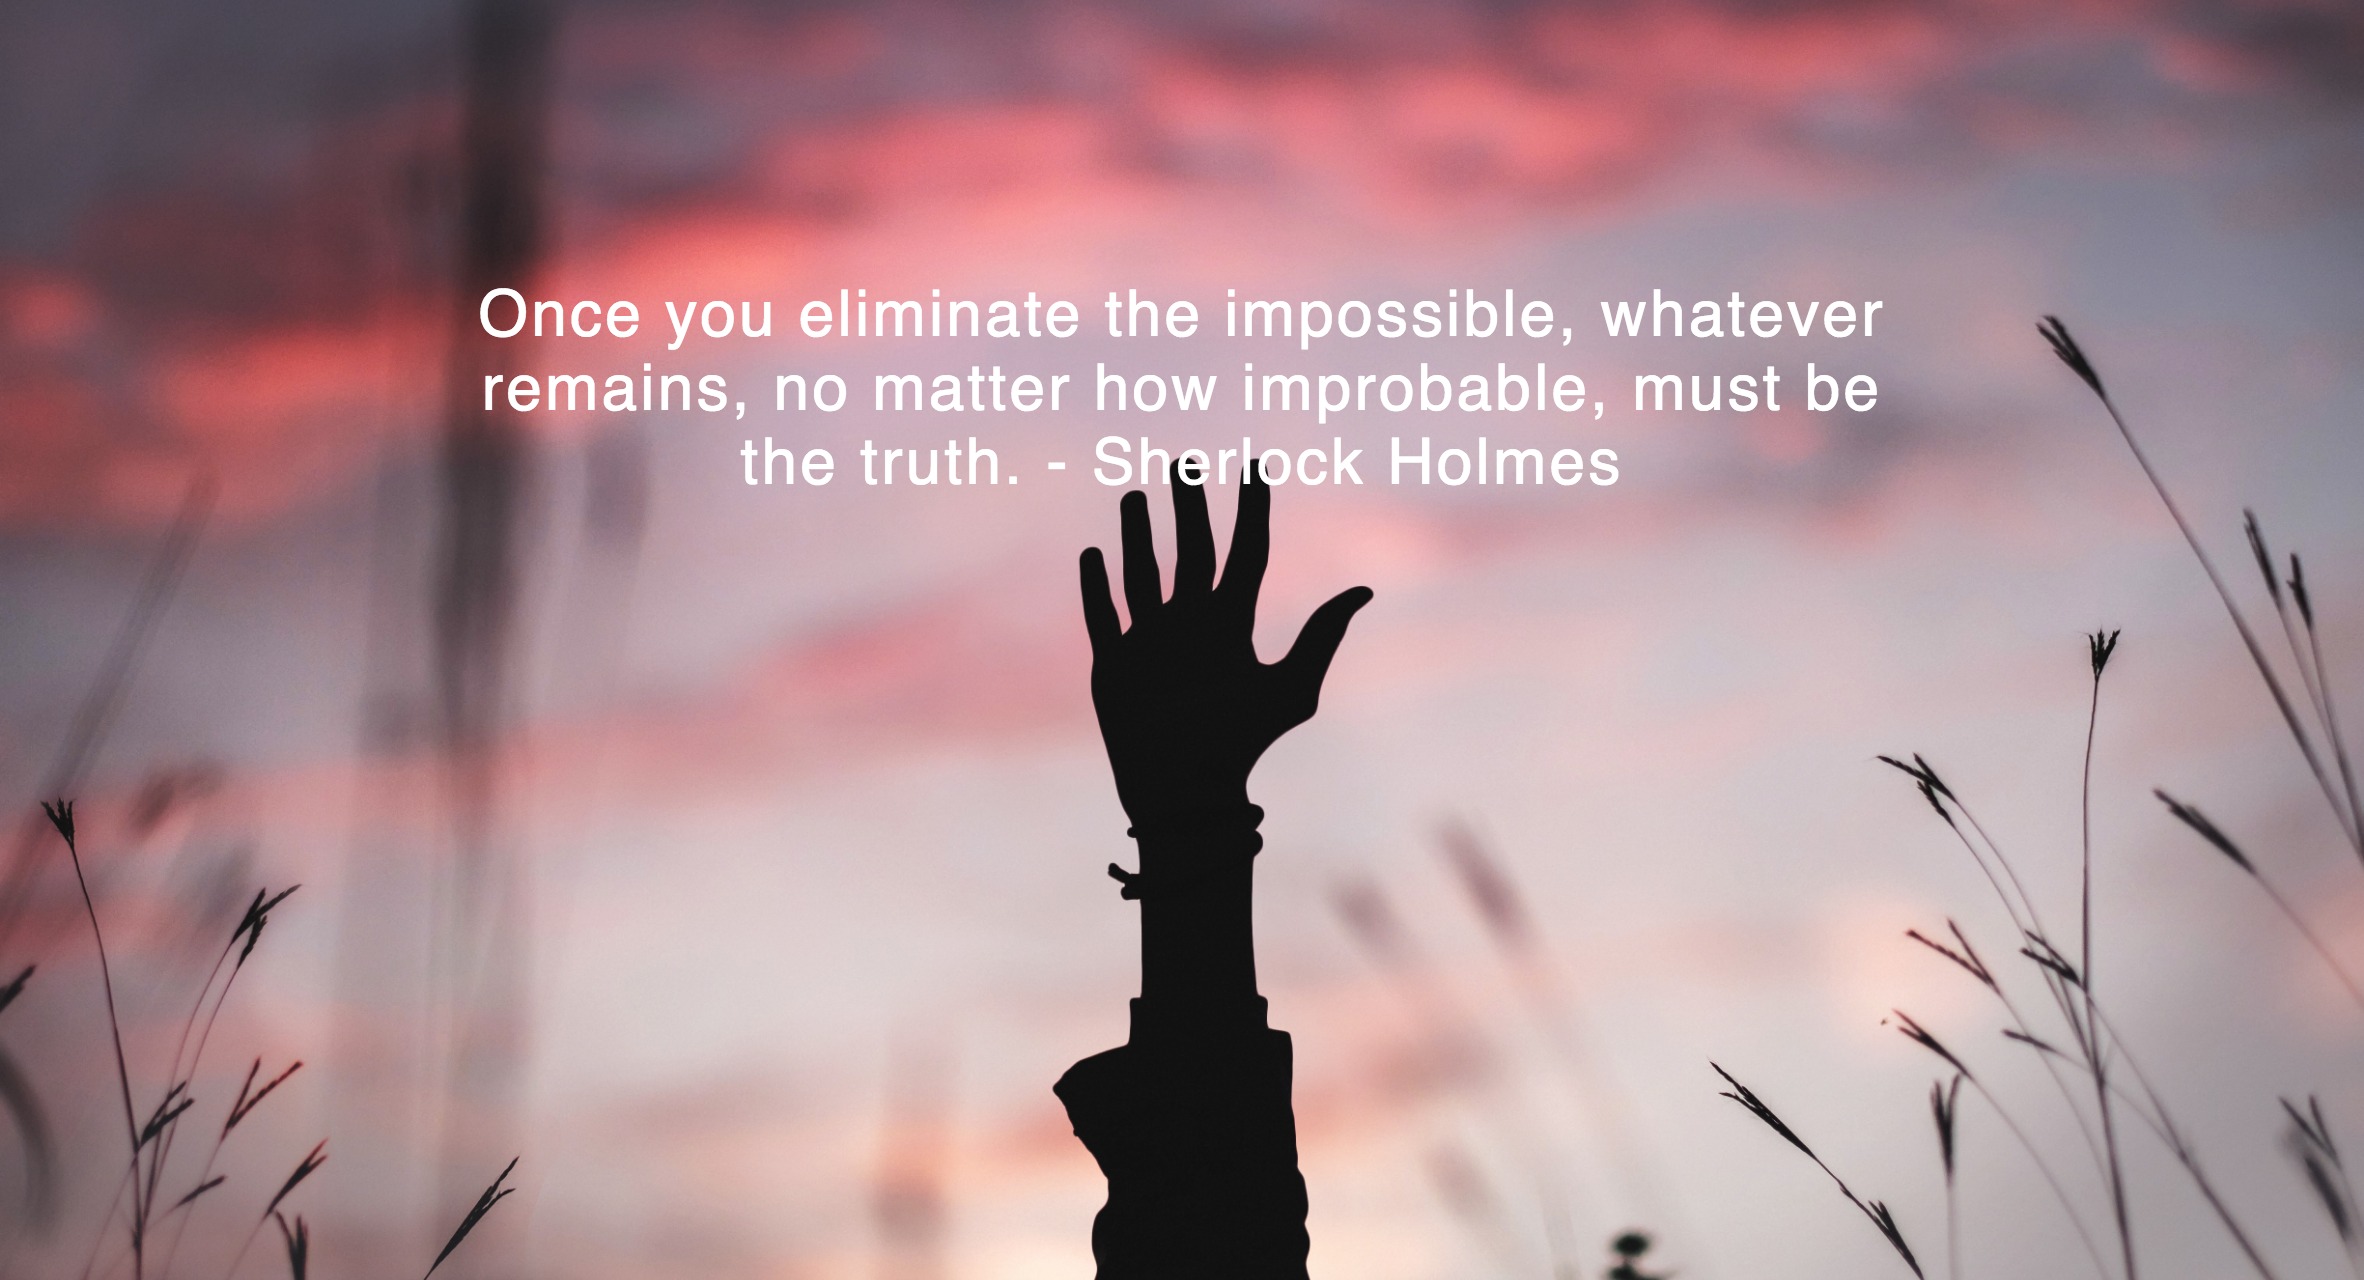 Once you eliminate the impossible, whatever
remains, no matter how improbable, must be
the truth. - Sherlock Holmes